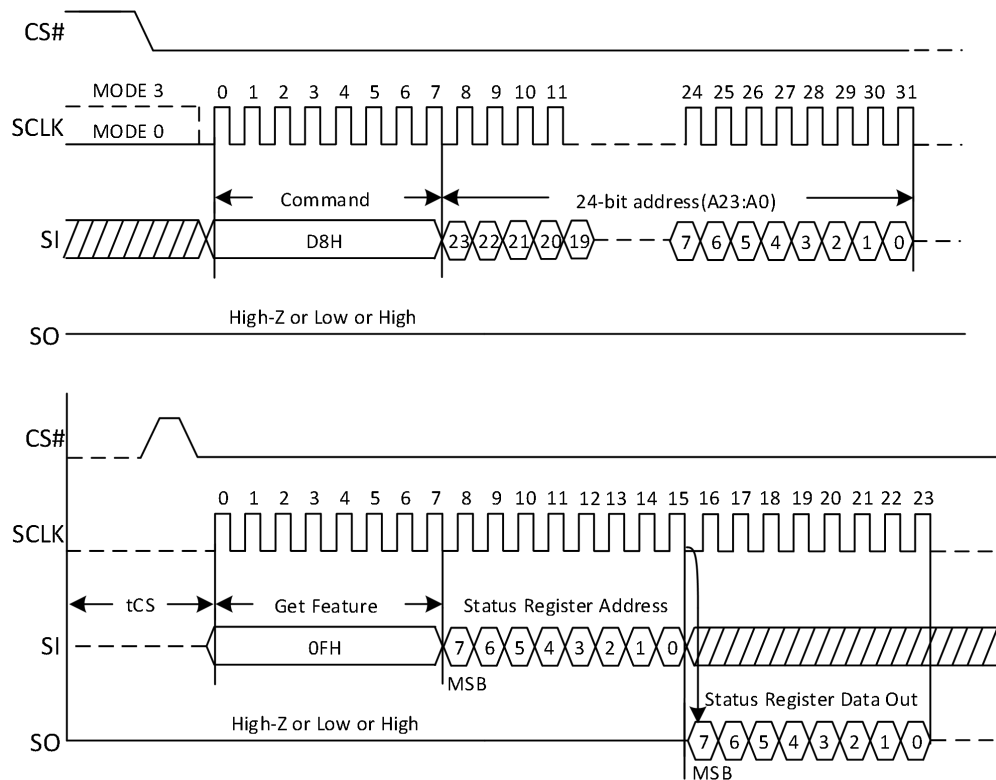 CS#
MODE 3 0 1 2 3 4 5 6 7 8 9 10 11 24 25 26 27 28 29 30 31
SCLK
MODE 0
Command 24-bit address(A23:A0)
SI D8H 23 22 21 20 19 7 6 5 4 3 2 1 0
High-Z or Low or High
SO
CS#
0 1 2 3 4 5 6 7 8 9 10 11 12 13 14 15 16 17 18 19 20 21 22 23
SCLK
tCS Get Feature Status Register Address
SI 0FH 7 6 5 4 3 2 1 0
MSB
High-Z or Low or High Status Register Data Out
SO 7 6 5 4 3 2 1 0
MSB